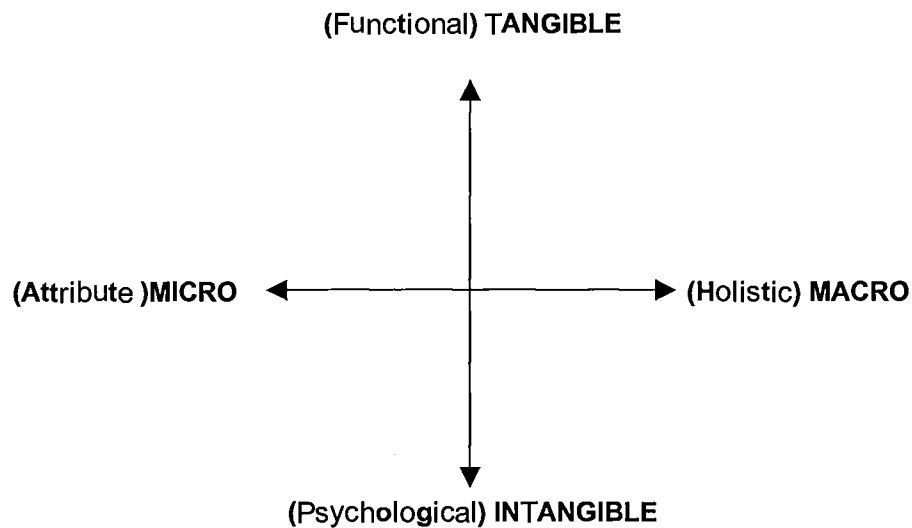 (Functional) TANGIBLE
(Attribute )MICRO
(Holistic) MACRO
(Psychological) INTANGIBLE